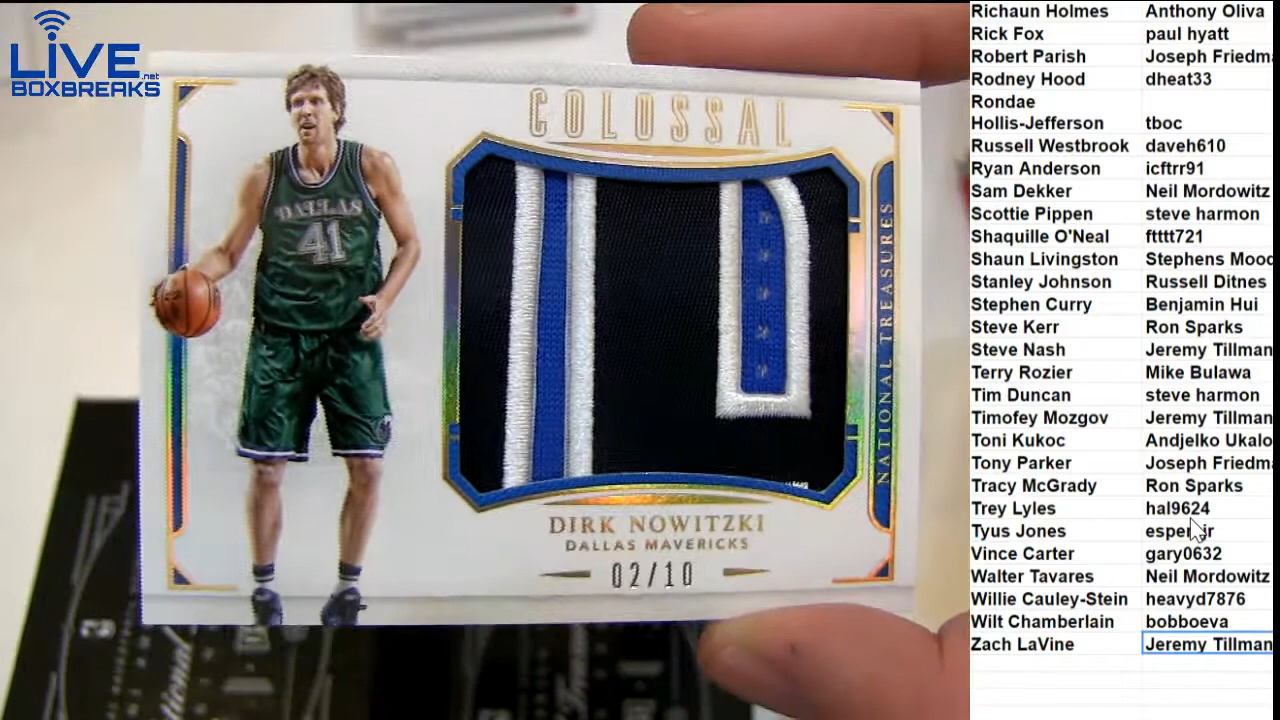 LIVE
.net
BOXBREAKS
COLOSSAL
DALLAS
41
NATIONAL TREASURES
DIRK NOWITZKI
DALLAS MAVERICKS
02/10
Richaun Holmes Anthony Oliva
Rick Fox paul hyatt
Robert Parish Joseph Friedma
Rodney Hood dheat33
Rondae
Hollis-Jefferson tboc
Russell Westbrook daveh610
Ryan Anderson icftrr91
Sam Dekker Neil Mordowitz
Scottie Pippen steve harmon
Shaquille O'Neal ftttt721
Shaun Livingston Stephens Mood
Stanley Johnson Russell Ditnes
Stephen Curry Benjamin Hui
Steve Kerr Ron Sparks
Steve Nash Jeremy Tillman
Terry Rozier Mike Bulawa
Tim Duncan steve harmon
Timofey Mozgov Jeremy Tillman
Toni Kukoc Andjelko Ukalo
Tony Parker Joseph Friedma
Tracy McGrady Ron Sparks
Trey Lyles hal9624
Tyus Jones
Vince Carter gary0632
Walter Tavares Neil Mordowitz
Willie Cauley-Stein heavyd7876
Wilt Chamberlain bobboeva
Zach LaVine Jeremy Tillman